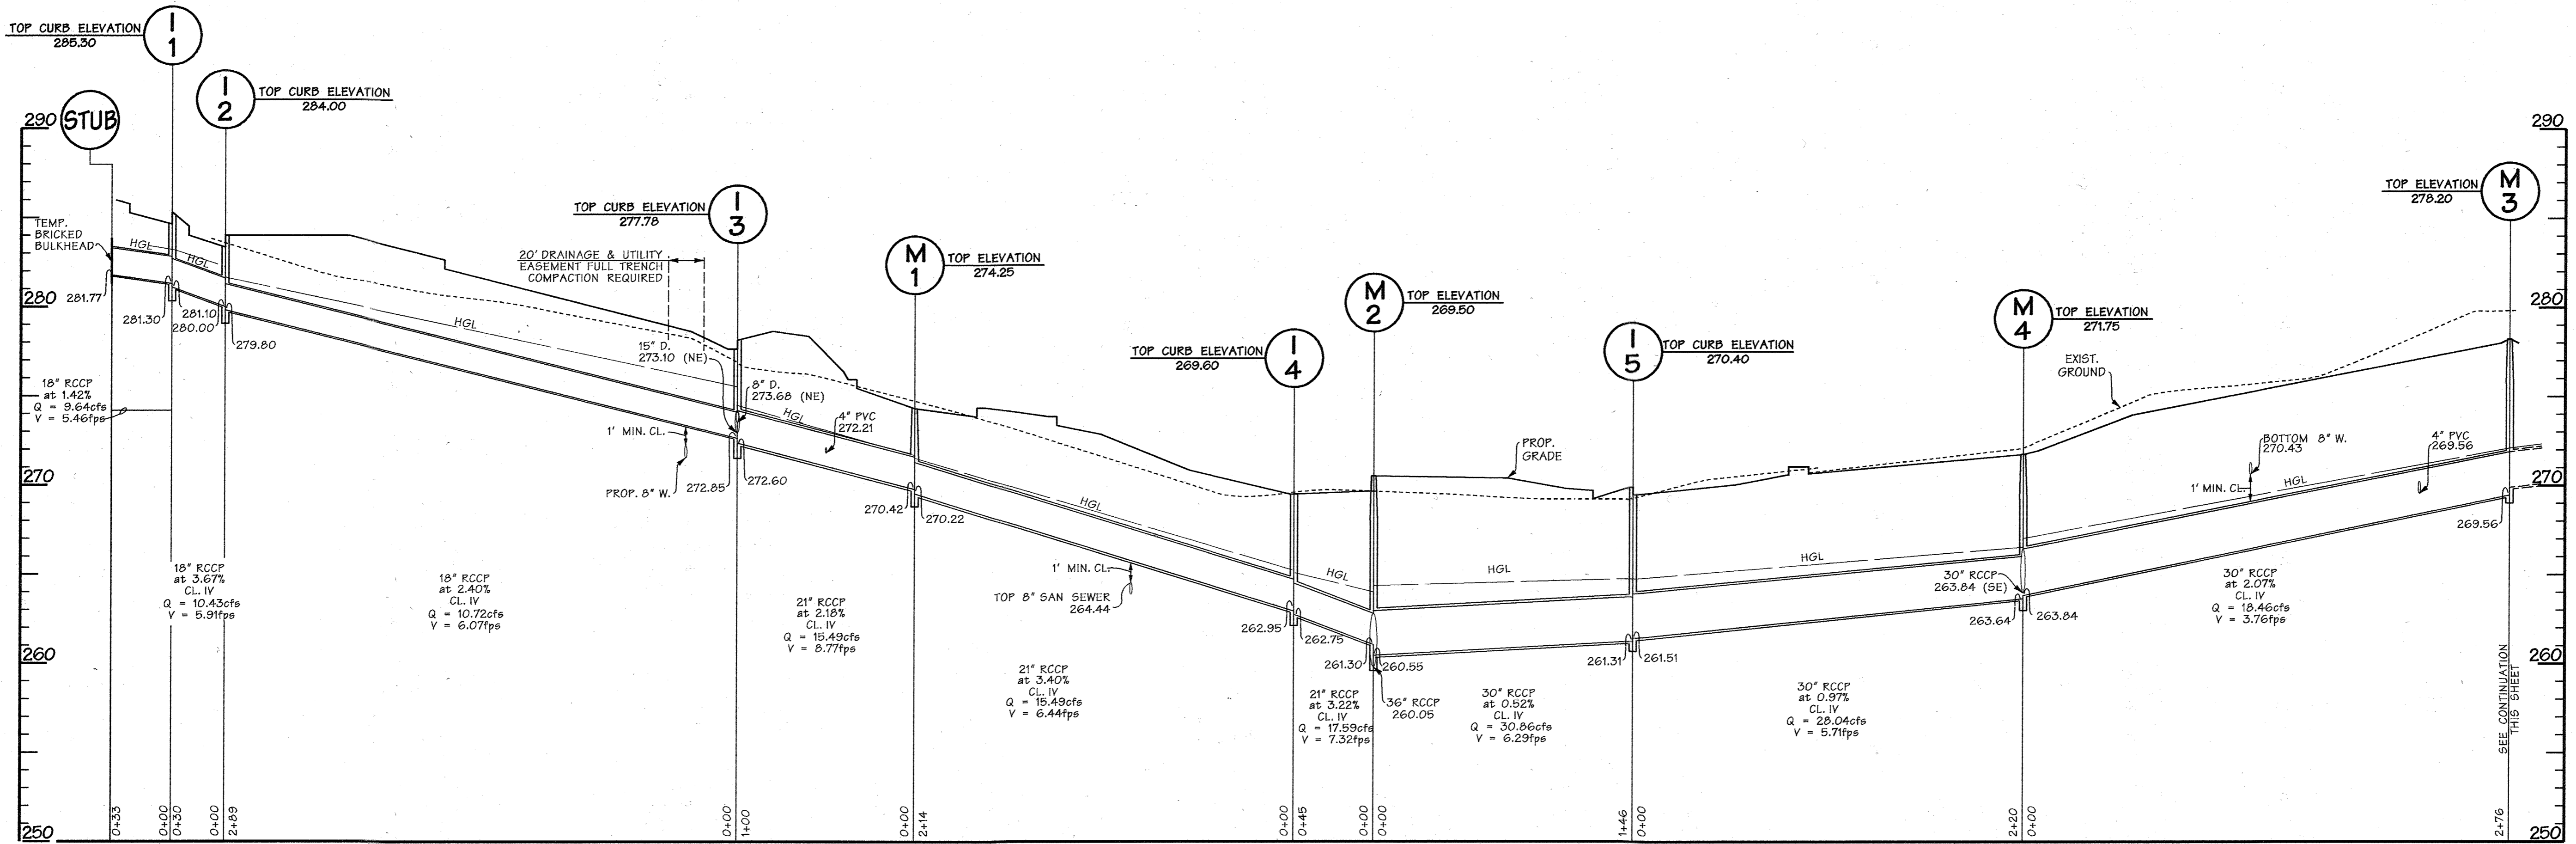 TOP CURB ELEVATION
285.30
I
1
I
2
TOP CURB ELEVATION
284.00
STUB
290
290
TEMP.
BRICKED
BULKHEAD
HGL
HGL
281.77
280
281.30
281.10
280.00
279.80
HGL
18" RCCP
at 1.42%
Q = 9.64cfs
V = 5.46fps
20' DRAINAGE & UTILITY
EASEMENT FULL TRENCH
COMPACTION REQUIRED
TOP CURB ELEVATION
277.78
I
3
15" D.
273.10 (NE)
8" D.
273.68 (NE)
HGL
4" PVC
272.21
1' MIN. CL.
PROP. 8" W.
272.85
272.60
M
1
TOP ELEVATION
274.25
270.42
270.22
HGL
1' MIN. CL.
TOP 8" SAN SEWER
264.44
TOP CURB ELEVATION
269.60
I
4
262.95
262.75
HGL
M
2
TOP ELEVATION
269.50
261.30
260.55
36" RCCP
260.05
PROP.
GRADE
HGL
I
5
TOP CURB ELEVATION
270.40
261.31
261.51
HGL
M
4
TOP ELEVATION
271.75
30" RCCP
263.84 (SE)
263.64
263.84
EXIST.
GROUND
BOTTOM 8" W.
270.43
1' MIN. CL.
HGL
4" PVC
269.56
TOP ELEVATION
278.20
M
3
269.56
280
270
270
260
260
250
250
18" RCCP
at 3.67%
CL. IV
Q = 10.43cfs
V = 5.91fps
18" RCCP
at 2.40%
CL. IV
Q = 10.72cfs
V = 6.07fps
21" RCCP
at 2.18%
CL. IV
Q = 15.49cfs
V = 8.77fps
21" RCCP
at 3.40%
CL. IV
Q = 15.49cfs
V = 6.44fps
21" RCCP
at 3.22%
CL. IV
Q = 17.59cfs
V = 7.32fps
30" RCCP
at 0.52%
CL. IV
Q = 30.86cfs
V = 6.29fps
30" RCCP
at 0.97%
CL. IV
Q = 28.04cfs
V = 5.71fps
30" RCCP
at 2.07%
CL. IV
Q = 18.46cfs
V = 3.76fps
SEE CONTINUATION
THIS SHEET
0+33
0+00
0+30
0+00
2+89
0+00
1+00
0+00
2+14
0+00
0+45
0+00
0+00
1+46
0+00
2+20
0+00
2+76